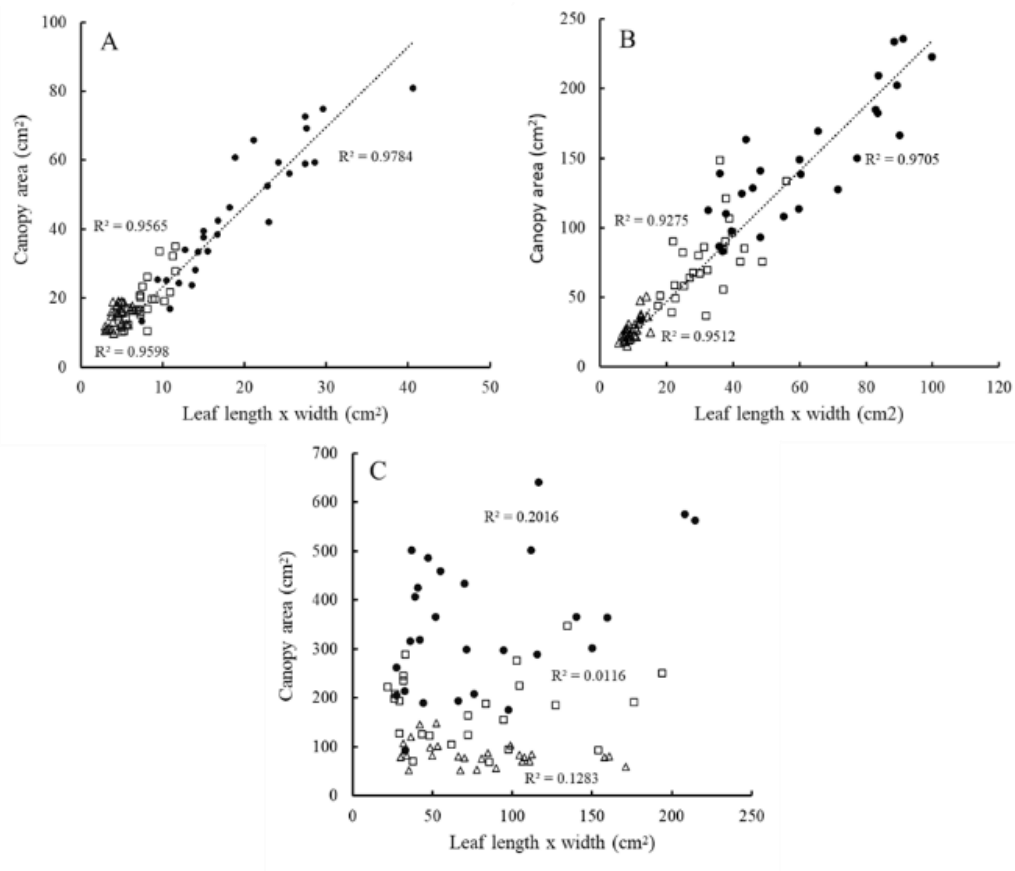 A
Canopy area (cm²)
100
80
60
40
20
0
R² = 0.9784
R² = 0.9565
R² = 0.9598
0 10 20 30 40 50
Leaf length x width (cm²)
B
Canopy area (cm²)
250
200
150
100
50
0
R² = 0.9705
R² = 0.9275
R² = 0.9512
0 20 40 60 80 100 120
Leaf length x width (cm2)
C
Canopy area (cm²)
700
600
500
400
300
200
100
0
R² = 0.2016
R² = 0.0116
R² = 0.1283
0 50 100 150 200 250
Leaf length x width (cm²)